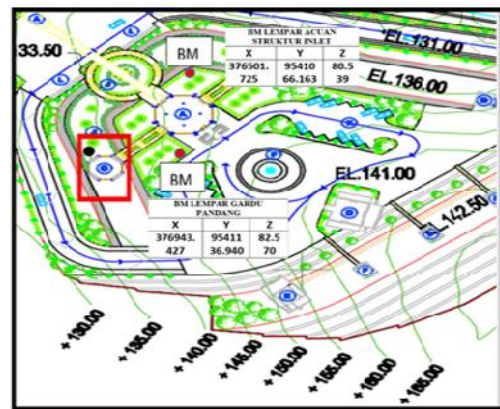 BM LEMPAR ACUAN
STRUKTUR INLET
X Y Z
376501. 95410 80.5
725 66.163 39
EL.131.00
33.50
BM
EL.136.00
A
A
G
BM
EL.141.00
BM LEMPAR GARDU
PANDANG
X Y Z
376943. 95411 82.5
427 36.940 70
L 142.50
+ 130.00
+ 135.00
+ 140.00
+ 145.00
+ 150.00
+ 155.00
+ 160.00
+ 165.00